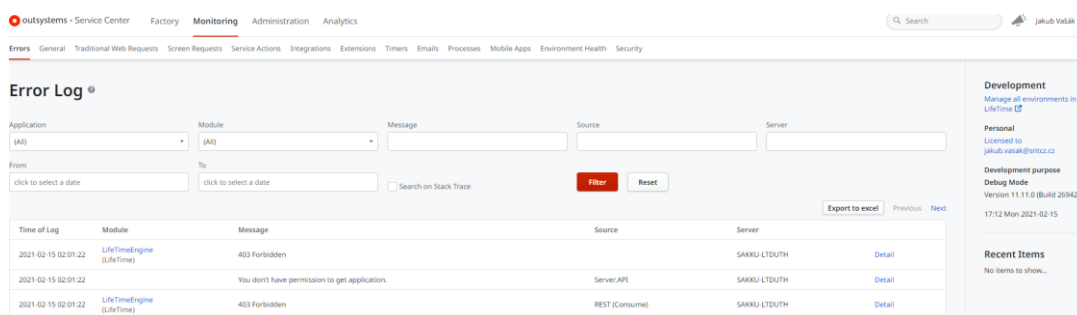 outsystems • Service Center Factory Monitoring Administration Analytics Search Jakub Vašák
Errors General Traditional Web Requests Screen Requests Service Actions Integrations Extensions Timers Emails Processes Mobile Apps Environment Health Security
Error Log
Application Module Message Source Server
(All) (All)
From To
click to select a date click to select a date Search on Stack Trace Filter Reset
Export to excel Previous Next
Time of Log Module Message Source Server
2021-02-15 02:01:22 LifeTimeEngine (LifeTime) 403 Forbidden SAKKU-LTDUTH Detail
2021-02-15 02:01:22 You don't have permission to get application. Server.API SAKKU-LTDUTH Detail
2021-02-15 02:01:22 LifeTimeEngine (LifeTime) 403 Forbidden REST (Consume) SAKKU-LTDUTH Detail
Development
Manage all environments in
LifeTime
Personal
Licensed to
jakub.vasak@sntcz.cz
Development purpose
Debug Mode
Version 11.11.0 (Build 26942
17:12 Mon 2021-02-15
Recent Items
No items to show...